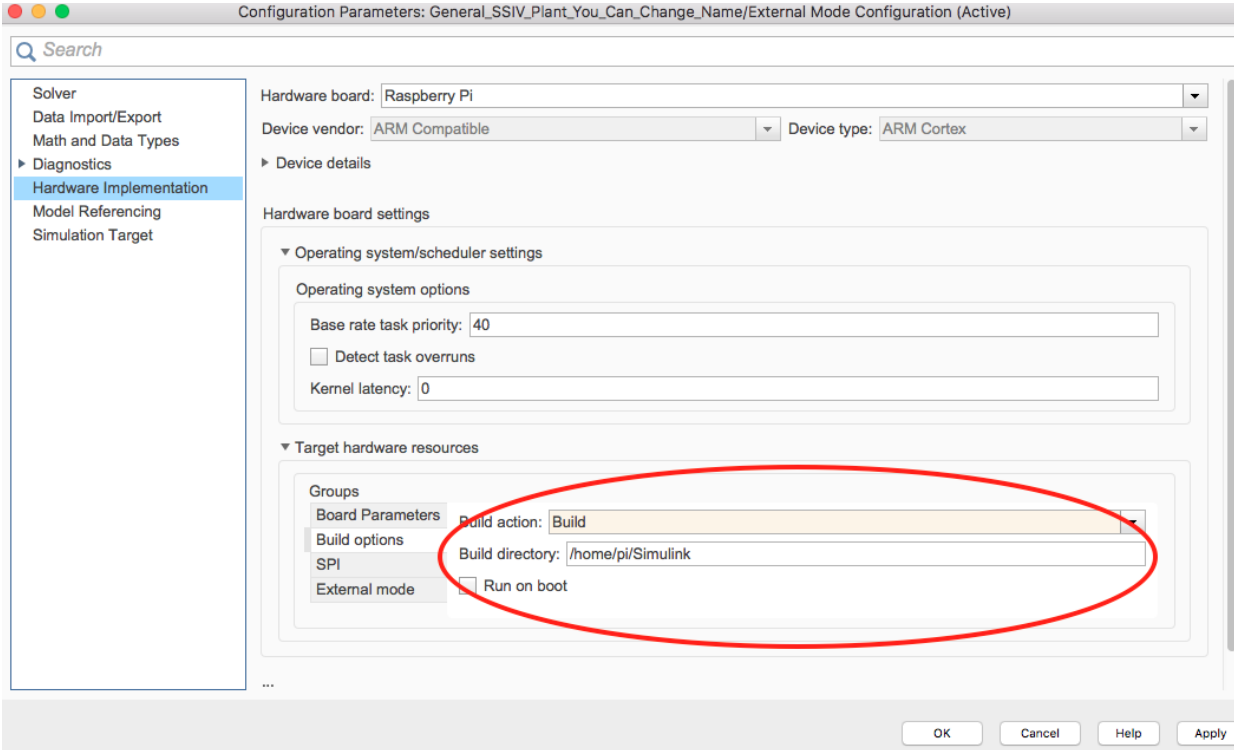 Configuration Parameters: General_SSIV_Plant_You_Can_Change_Name/External Mode Configuration (Active)
Search
Solver
Data Import/Export
Math and Data Types
Diagnostics
Hardware Implementation
Model Referencing
Simulation Target
Hardware board: Raspberry Pi
Device vendor: ARM Compatible Device type: ARM Cortex
Device details
Hardware board settings
Operating system/scheduler settings
Operating system options
Base rate task priority: 40
Detect task overruns
Kernel latency: 0
Target hardware resources
Groups
Board Parameters
Build options
SPI
External mode
Build action: Build
Build directory: /home/pi/Simulink
Run on boot
...
OK Cancel Help Apply